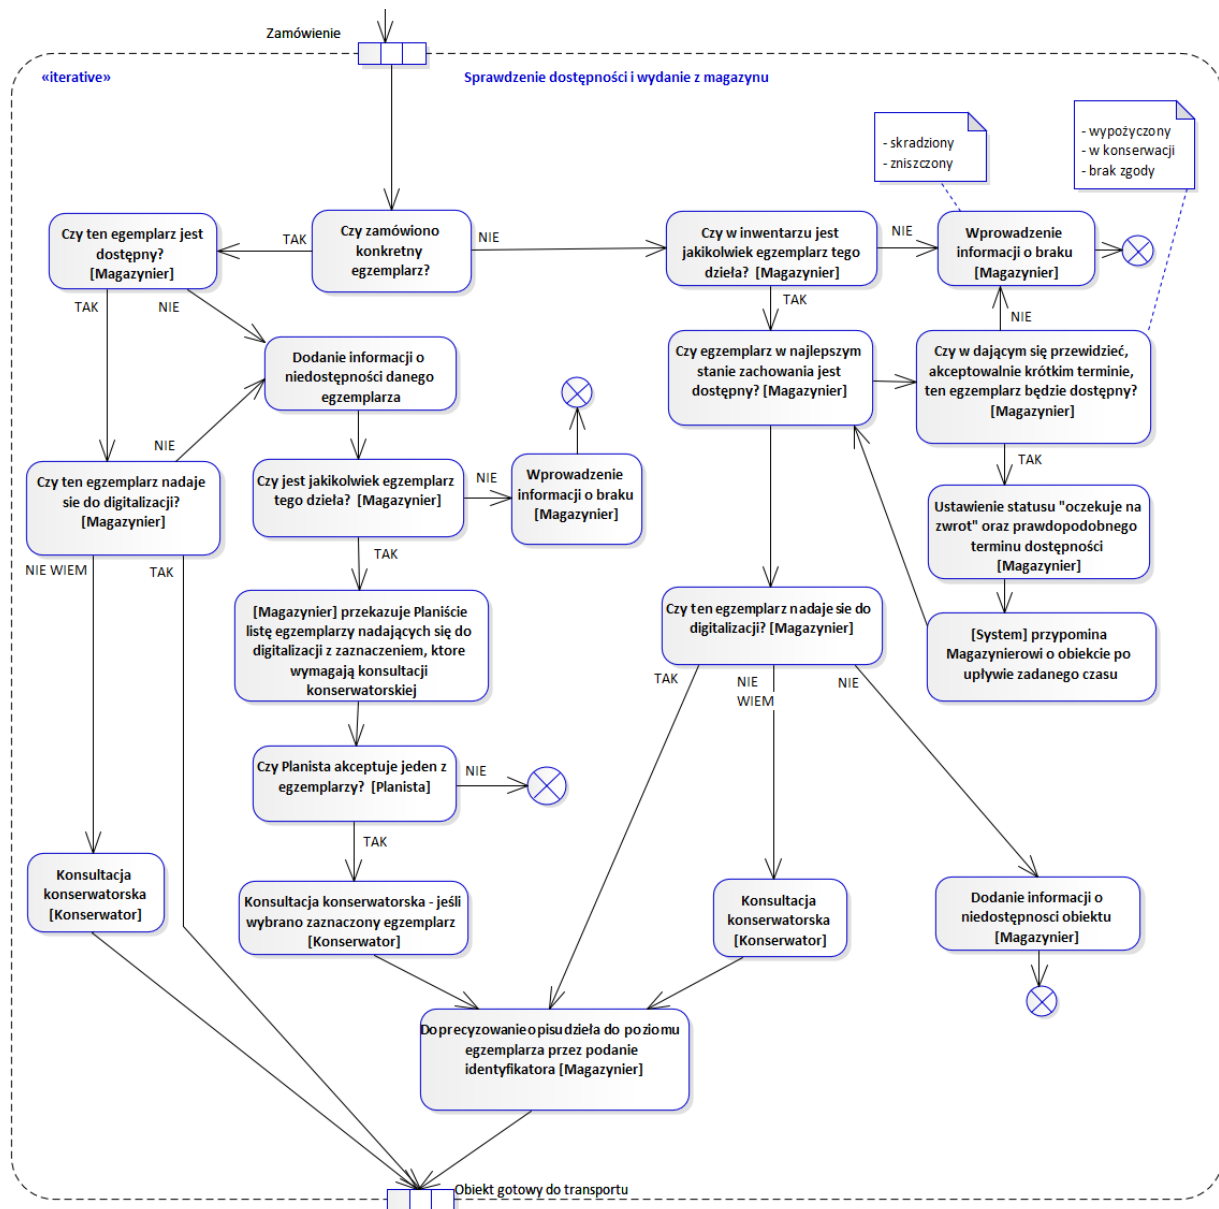 Zamówienie
«iterative»
Sprawdzenie dostępności i wydanie z magazynu
- skradziony
- zniszczony
- wypożyczony
- w konserwacji
- brak zgody
Czy ten egemplarz jest
dostępny?
[Magazynier]
TAK
Czy zamówiono
konkretny
egzemplarz?
NIE
Czy w inwentarzu jest
jakikolwiek egzemplarz tego
dzieła? [Magazynier]
NIE
Wprowadzenie
informacji o braku
[Magazynier]
TAK
NIE
TAK
NIE
Dodanie informacji o
niedostępności danego
egzemplarza
Czy egzemplarz w najlepszym
stanie zachowania jest
dostępny? [Magazynier]
Czy w dającym się przewidzieć,
akceptowalnie krótkim terminie,
ten egzemplarz będzie dostępny?
[Magazynier]
NIE
TAK
Czy ten egzemplarz nadaje
sie do digitalizacji?
[Magazynier]
Czy jest jakikolwiek egzemplarz
tego dzieła? [Magazynier]
NIE
Wprowadzenie
informacji o braku
[Magazynier]
Ustawienie statusu "oczekuje na
zwrot" oraz prawdopodobnego
terminu dostępności
[Magazynier]
NIE WIEM
TAK
TAK
[Magazynier] przekazuje Planiście
listę egzemplarzy nadających się do
digitalizacji z zaznaczeniem, ktore
wymagają konsultacji
konserwatorskiej
Czy ten egzemplarz nadaje sie do
digitalizacji? [Magazynier]
[System] przypomina
Magazynierowi o obiekcie po
upływie zadanego czasu
TAK
NIE
WIEM
NIE
Czy Planista akceptuje jeden z
egzemplarzy? [Planista]
NIE
TAK
Konsultacja
konserwatorska
[Konserwator]
Konsultacja konserwatorska - jeśli
wybrano zaznaczony egzemplarz
[Konserwator]
Konsultacja
konserwatorska
[Konserwator]
Dodanie informacji o
niedostępnosci obiektu
[Magazynier]
Doprecyzowanie opisu dzieła do poziomu
egzemplarza przez podanie
identyfikatora [Magazynier]
Obiekt gotowy do transportu